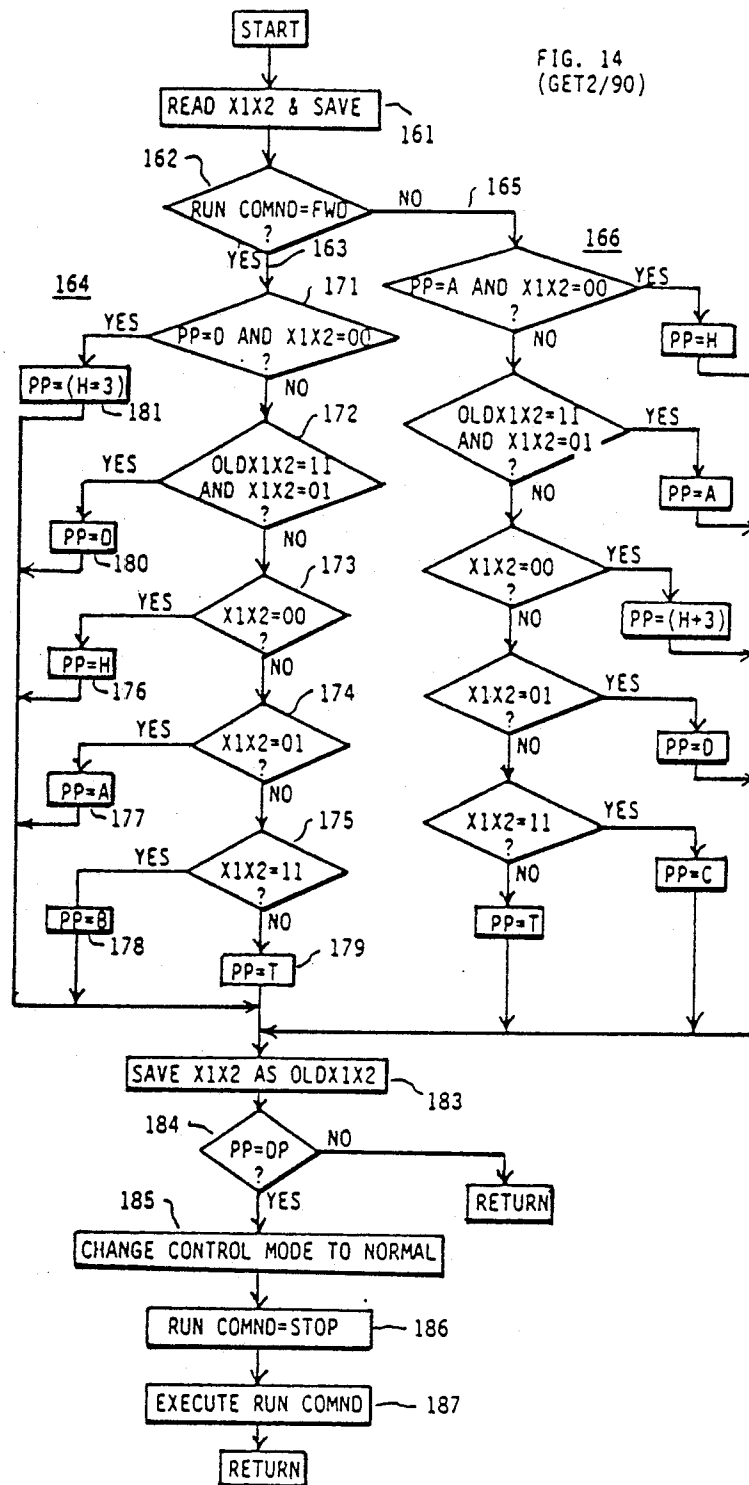 START
FIG. 14
(GET2/90)
READ X1X2 & SAVE
161
162
RUN COMND=FWD
?
NO
165
YES
163
164
166
171
PP=D AND X1X2=00
?
YES
NO
PP=A AND X1X2=00
?
YES
NO
PP=(H=3)
181
PP=H
172
OLDX1X2=11
AND X1X2=01
?
YES
NO
OLDX1X2=11
AND X1X2=01
?
YES
NO
PP=D
180
PP=A
173
X1X2=00
?
YES
NO
X1X2=00
?
YES
NO
PP=H
176
PP=(H+3)
174
X1X2=01
?
YES
NO
X1X2=01
?
YES
NO
PP=A
177
PP=D
175
X1X2=11
?
YES
NO
X1X2=11
?
YES
NO
PP=B
178
PP=T
179
PP=T
PP=C
SAVE X1X2 AS OLDX1X2
183
184
PP=DP
?
NO
YES
RETURN
185
CHANGE CONTROL MODE TO NORMAL
RUN COMND=STOP
186
EXECUTE RUN COMND
187
RETURN